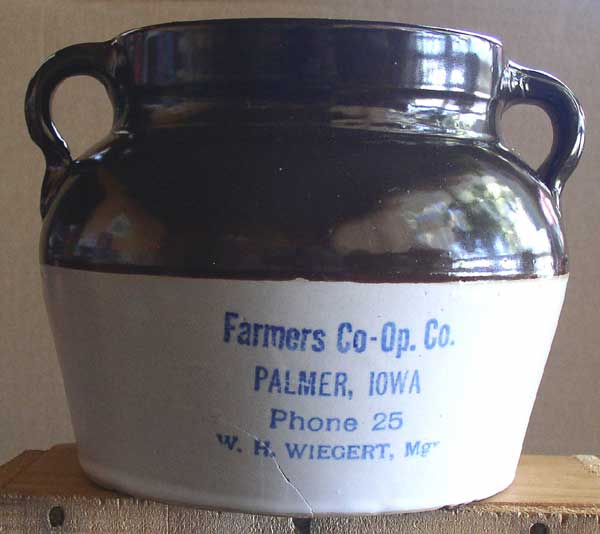 Farmers Co-Op. Co.
PALMER, IOWA
Phone 25
W. H. WIEGERT, Mgr